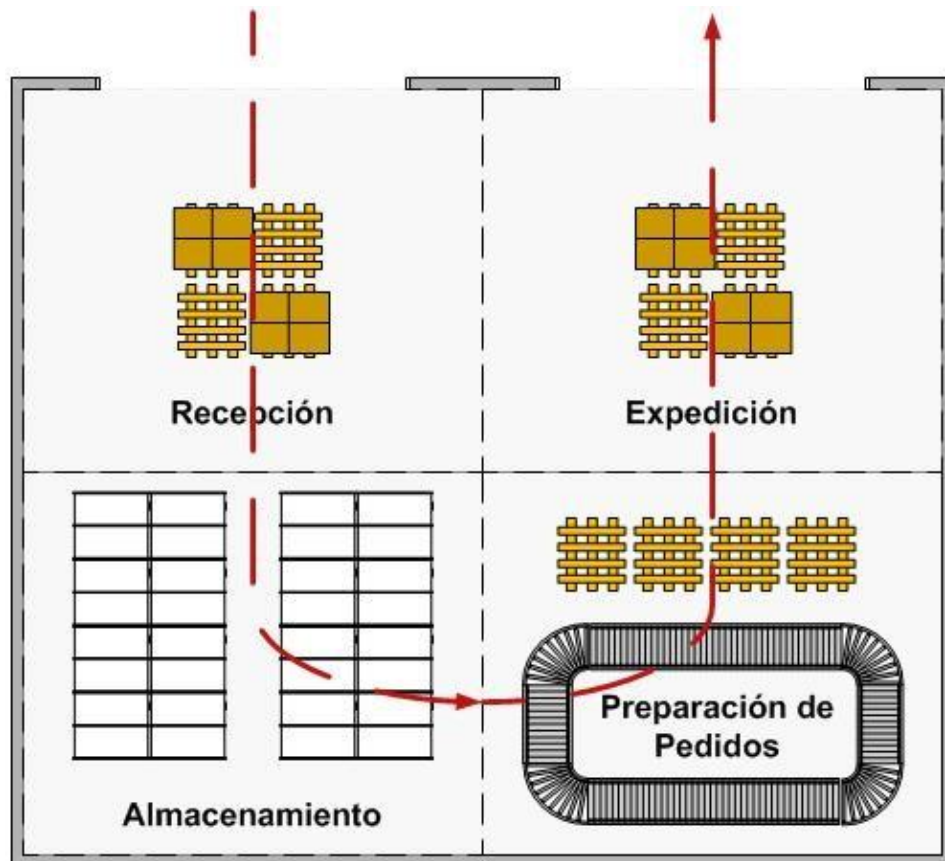 Recepción
Expedición
Preparación de
Pedidos
Almacenamiento